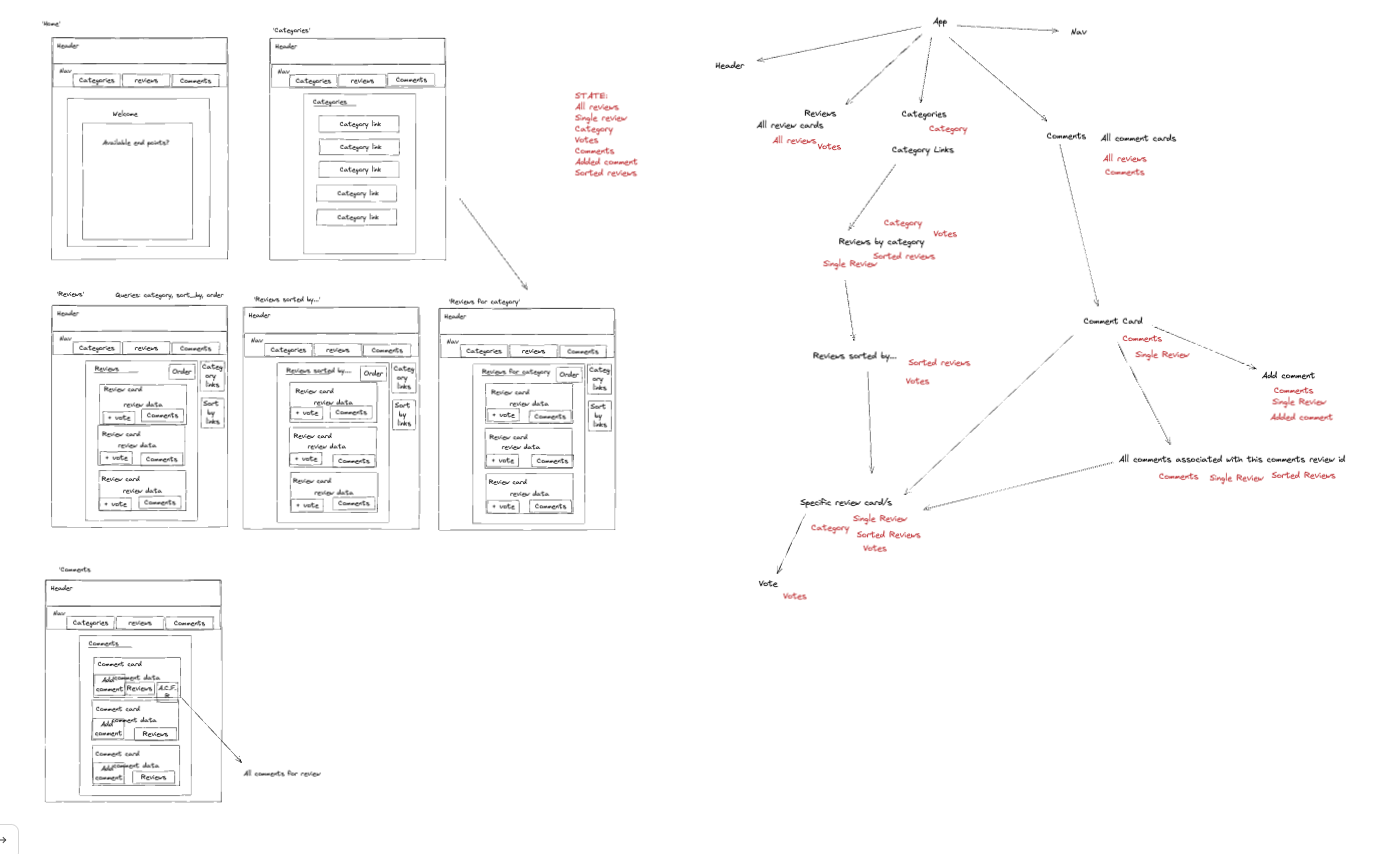 'Home'
Header
Nav
Categories
reviews
Comments
Welcome
Available end points?
'Categories'
Header
Nav
Categories
reviews
Comments
Categories
Category link
Category link
Category link
Category link
Category link
STATE:
All reviews
Single review
Category
Votes
Comments
Added comment
Sorted reviews
'Reviews'
Queries: category, sort_by, order
Header
Nav
Categories
reviews
Comments
Reviews
Order
Categ
ory
links
Sort
by
links
Review card
review data
+ vote
Comments
Review card
review data
+ vote
Comments
Review card
review data
+ vote
Comments
'Reviews sorted by...'
Header
Nav
Categories
reviews
Comments
Reviews sorted by...
Order
Categ
ory
links
Sort
by
links
Review card
review data
+ vote
Comments
Review card
review data
+ vote
Comments
Review card
review data
+ vote
Comments
'Reviews for category'
Header
Nav
Categories
reviews
Comments
Reviews for category
Order
Categ
ory
links
Sort
by
links
Review card
review data
+ vote
Comments
Review card
review data
+ vote
Comments
Review card
review data
+ vote
Comments
'Comments
Header
Nav
Categories
reviews
Comments
Comments
Comment card
comment data
Add
comment
Reviews
A.C.F.
R
Comment card
comment data
Add
comment
Reviews
Comment card
comment data
Add
comment
Reviews
All comments for review
App
Nav
Header
Reviews
All review cards
All reviews
Votes
Categories
Category
Category Links
Comments
All comment cards
All reviews
Comments
Category
Votes
Reviews by category
Sorted reviews
Single Review
Comment Card
Comments
Single Review
Reviews sorted by...
Sorted reviews
Votes
Add comment
Comments
Single Review
Added comment
All comments associated with this comments review id
Comments
Single Review
Sorted Reviews
Specific review card/s
Single Review
Category
Sorted Reviews
Votes
Vote
Votes